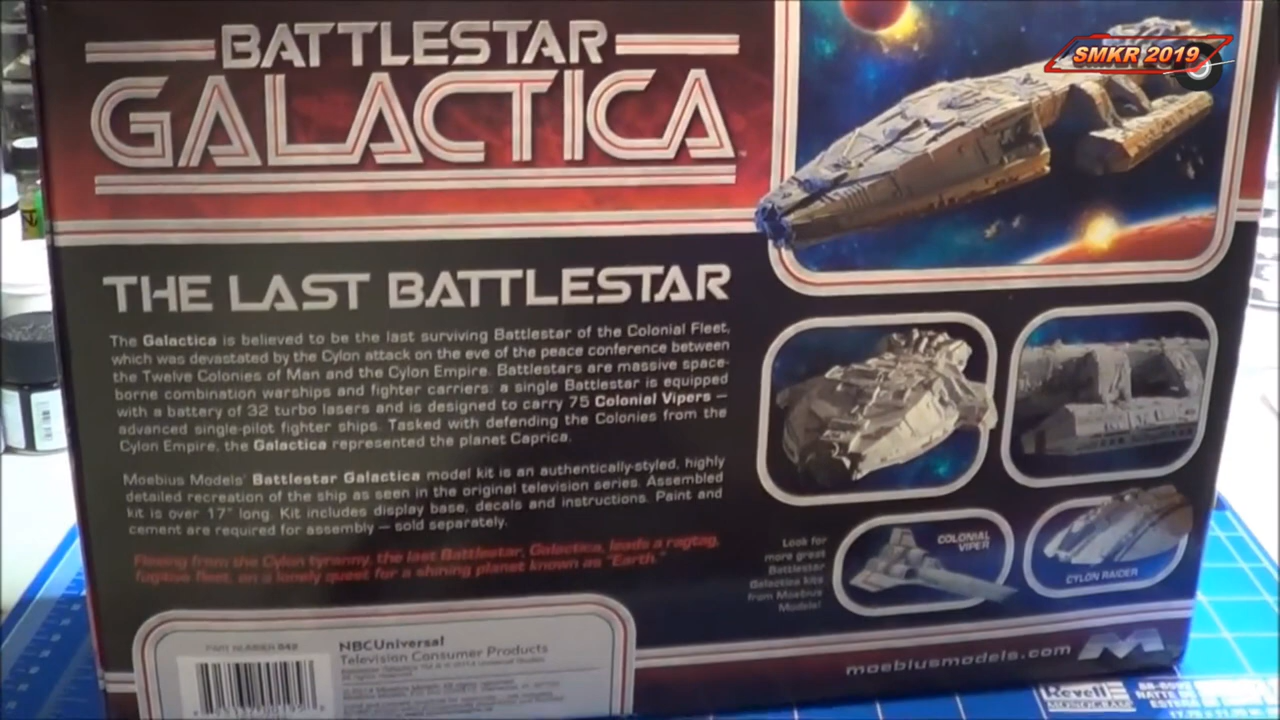 BATTLESTAR
GALACTICA
SMKR 2019
THE LAST BATTLESTAR
The Galactica is believed to be the last surviving Battlestar of the Colonial Fleet,
which was devastated by the Cylon attack on the eve of the peace conference between
the Twelve Colonies of Man and the Cylon Empire. Battlestars are massive space-
borne combination warships and fighter carriers: a single Battlestar is equipped
with a battery of 32 turbo lasers and is designed to carry 75 Colonial Vipers —
advanced single-pilot fighter ships. Tasked with defending the Colonies from the
Cylon Empire, the Galactica represented the planet Caprica.
Moebius Models' Battlestar Galactica model kit is an authentically-styled, highly
detailed recreation of the ship as seen in the original television series. Assembled
kit is over 17" long. Kit includes display base, decals and instructions. Paint and
cement are required for assembly — sold separately.
Fleeing from the Cylon tyranny, the last Battlestar, Galactica, leads a ragtag,
fugitive fleet, on a lonely quest for a shining planet known as "Earth."
Look for
more great
Battlestar
Galactica kits
from Moebius
Models!
COLONIAL
VIPER
CYLON RAIDER
PART NUMBER 942
NBCUniversal
Television Consumer Products
moebiusmodels.com
Revell
MONOGRAM